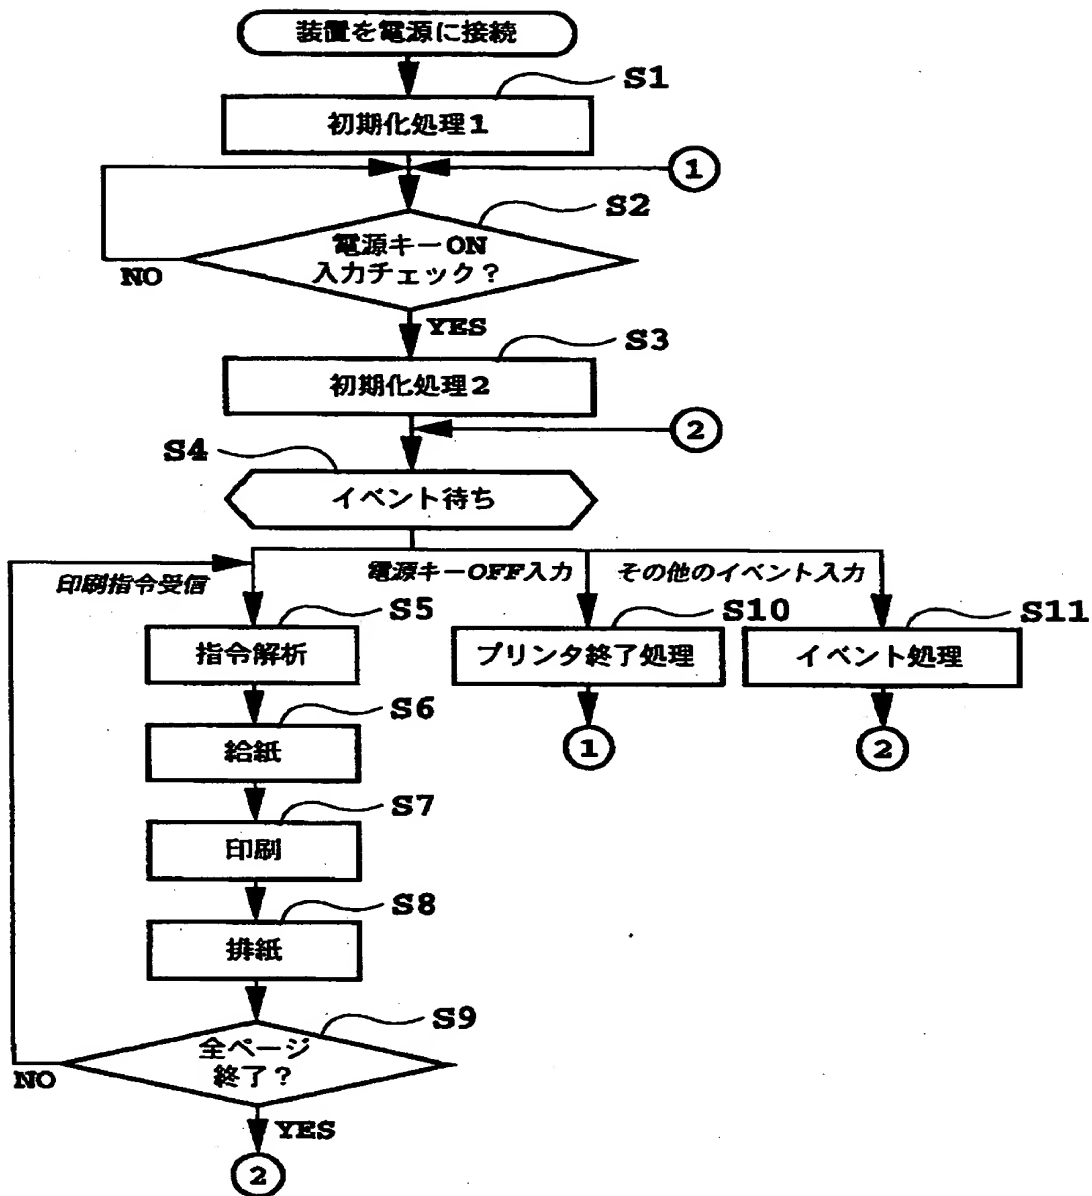 装置を電源に接続
S1
初期化処理1
1
S2
電源キーON
入力チェック?
NO
YES
S3
初期化処理2
2
S4
イベント待ち
印刷指令受信
電源キーOFF入力
その他のイベント入力
S5
S10
S11
指令解析
プリンタ終了処理
イベント処理
S6
給紙
1
2
S7
印刷
S8
排紙
S9
全ページ
終了?
NO
YES
2